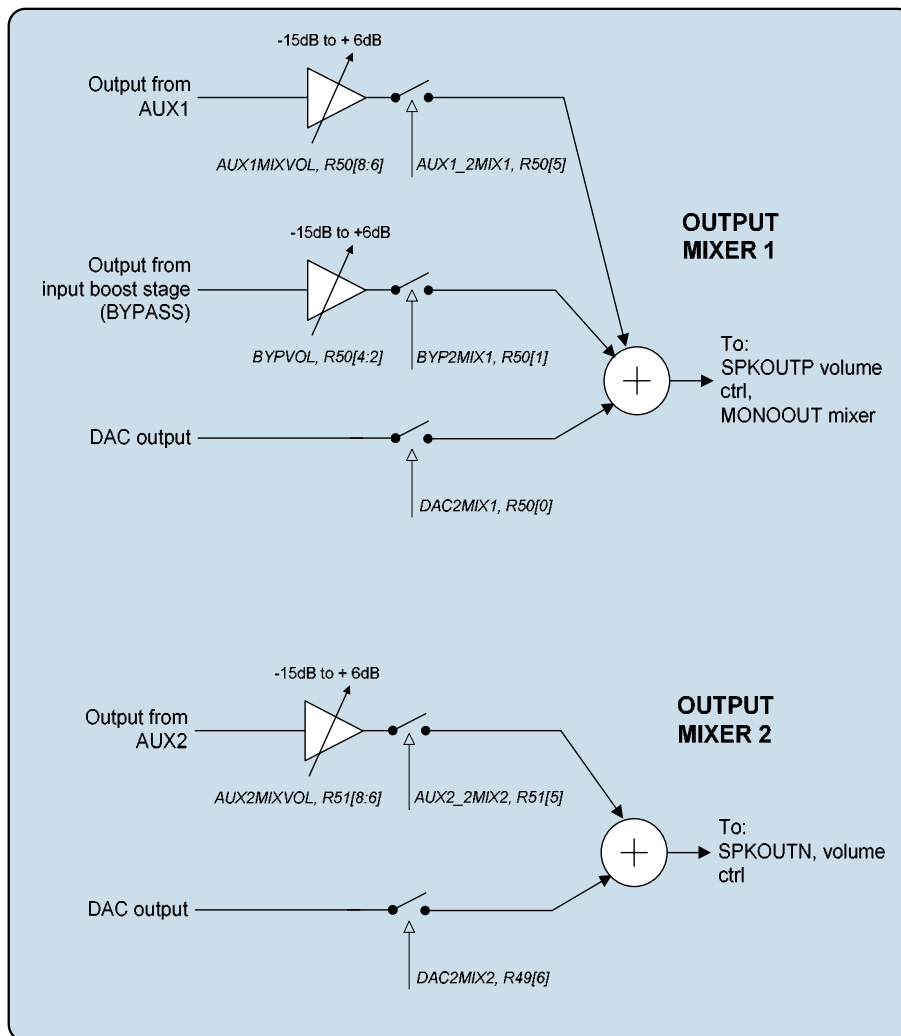 -15dB to + 6dB
Output from
AUX1
AUX1MIXVOL, R50[8:6]
AUX1_2MIX1, R50[5]
OUTPUT
MIXER 1
-15dB to +6dB
Output from
input boost stage
(BYPASS)
BYPVOL, R50[4:2]
BYP2MIX1, R50[1]
To:
SPKOUTP volume
ctrl,
MONOOUT mixer
DAC output
DAC2MIX1, R50[0]
-15dB to + 6dB
Output from
AUX2
AUX2MIXVOL, R51[8:6]
AUX2_2MIX2, R51[5]
OUTPUT
MIXER 2
To:
SPKOUTN, volume
ctrl
DAC output
DAC2MIX2, R49[6]